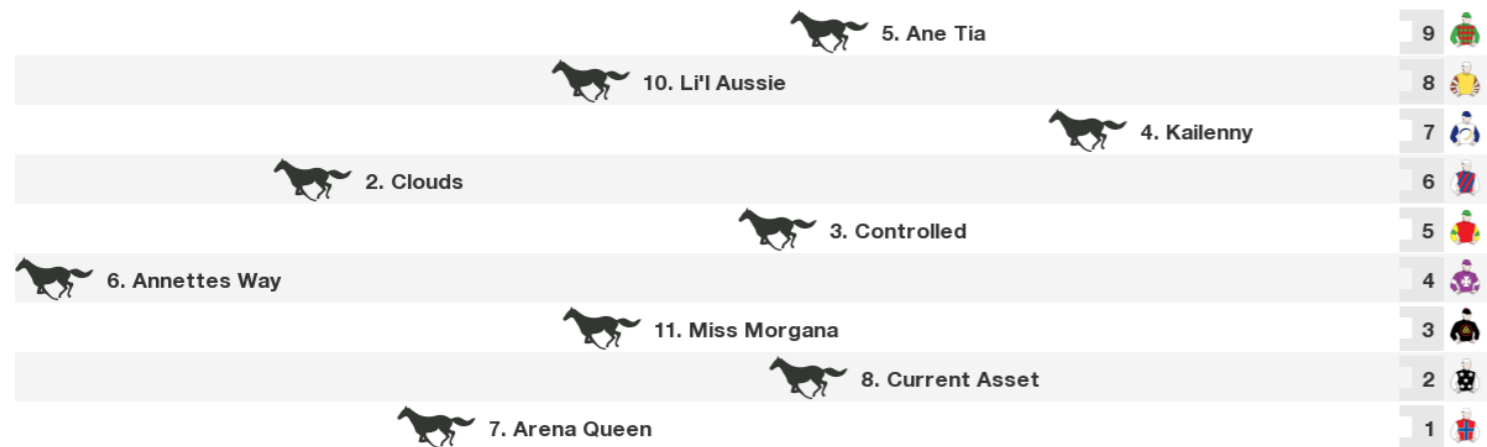 5. Ane Tia 9
10. Li'l Aussie 8
4. Kailenny 7
2. Clouds 6
3. Controlled 5
6. Annettes Way 4
11. Miss Morgana 3
8. Current Asset 2
7. Arena Queen 1